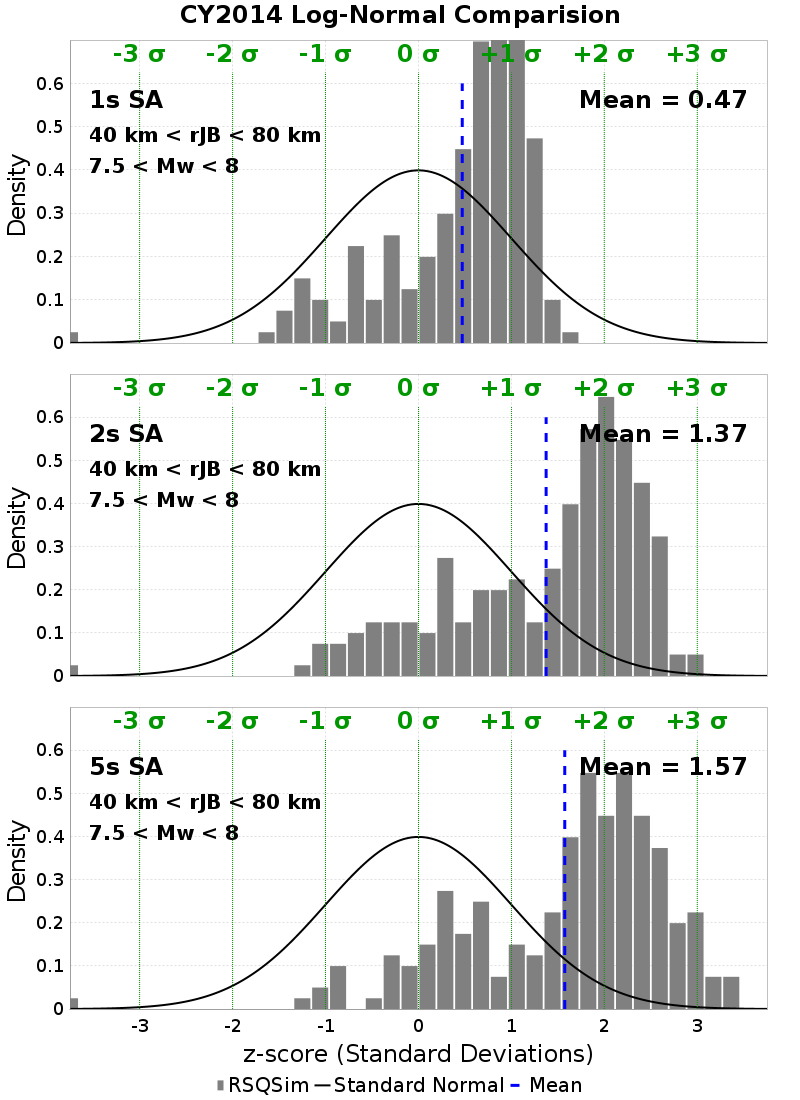 CY2014 Log-Normal Comparision
-3 σ -2 σ -1 σ 0 σ +1 σ +2 σ +3 σ
1s SA Mean = 0.47
40 km < rJB < 80 km
7.5 < Mw < 8
Density
0.6
0.5
0.4
0.3
0.2
0.1
0
-3 σ -2 σ -1 σ 0 σ +1 σ +2 σ +3 σ
2s SA Mean = 1.37
40 km < rJB < 80 km
7.5 < Mw < 8
Density
0.6
0.5
0.4
0.3
0.2
0.1
0
-3 σ -2 σ -1 σ 0 σ +1 σ +2 σ +3 σ
5s SA Mean = 1.57
40 km < rJB < 80 km
7.5 < Mw < 8
Density
0.6
0.5
0.4
0.3
0.2
0.1
0
-3 -2 -1 0 1 2 3
z-score (Standard Deviations)
RSQSim Standard Normal Mean